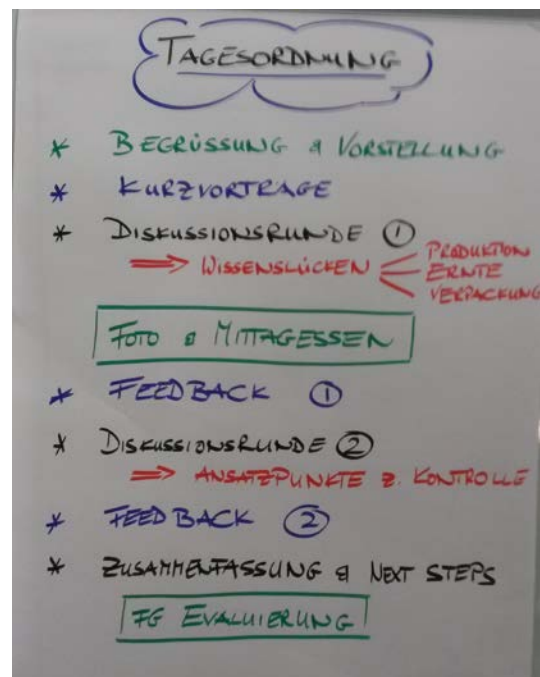 TAGESORDNUNG
* BEGRÜSSUNG & VORSTELLUNG
* KURZVORTRÄGE
* DISKUSSIONSRUNDE ①
⇒ WISSENSLÜCKEN
PRODUKTION
ERNTE
VERPACKUNG
FOTO & MITTAGESSEN
* FEEDBACK ①
* DISKUSSIONSRUNDE ②
⇒ ANSATZPUNKTE Z. KONTROLLE
* FEEDBACK ②
* ZUSAMMENFASSUNG & NEXT STEPS
FG EVALUIERUNG